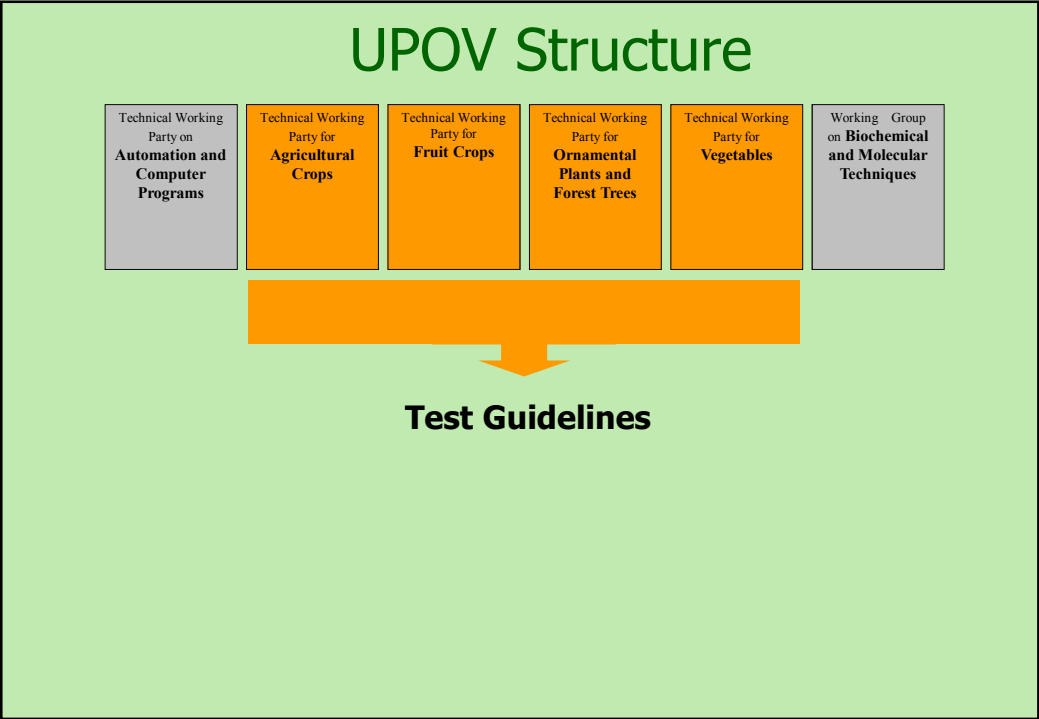 UPOV Structure
Technical Working
Party on
Automation and
Computer
Programs
Technical Working
Party for
Agricultural
Crops
Technical Working
Party for
Fruit Crops
Technical Working
Party for
Ornamental
Plants and
Forest Trees
Technical Working
Party for
Vegetables
Working Group
on Biochemical
and Molecular
Techniques
Test Guidelines